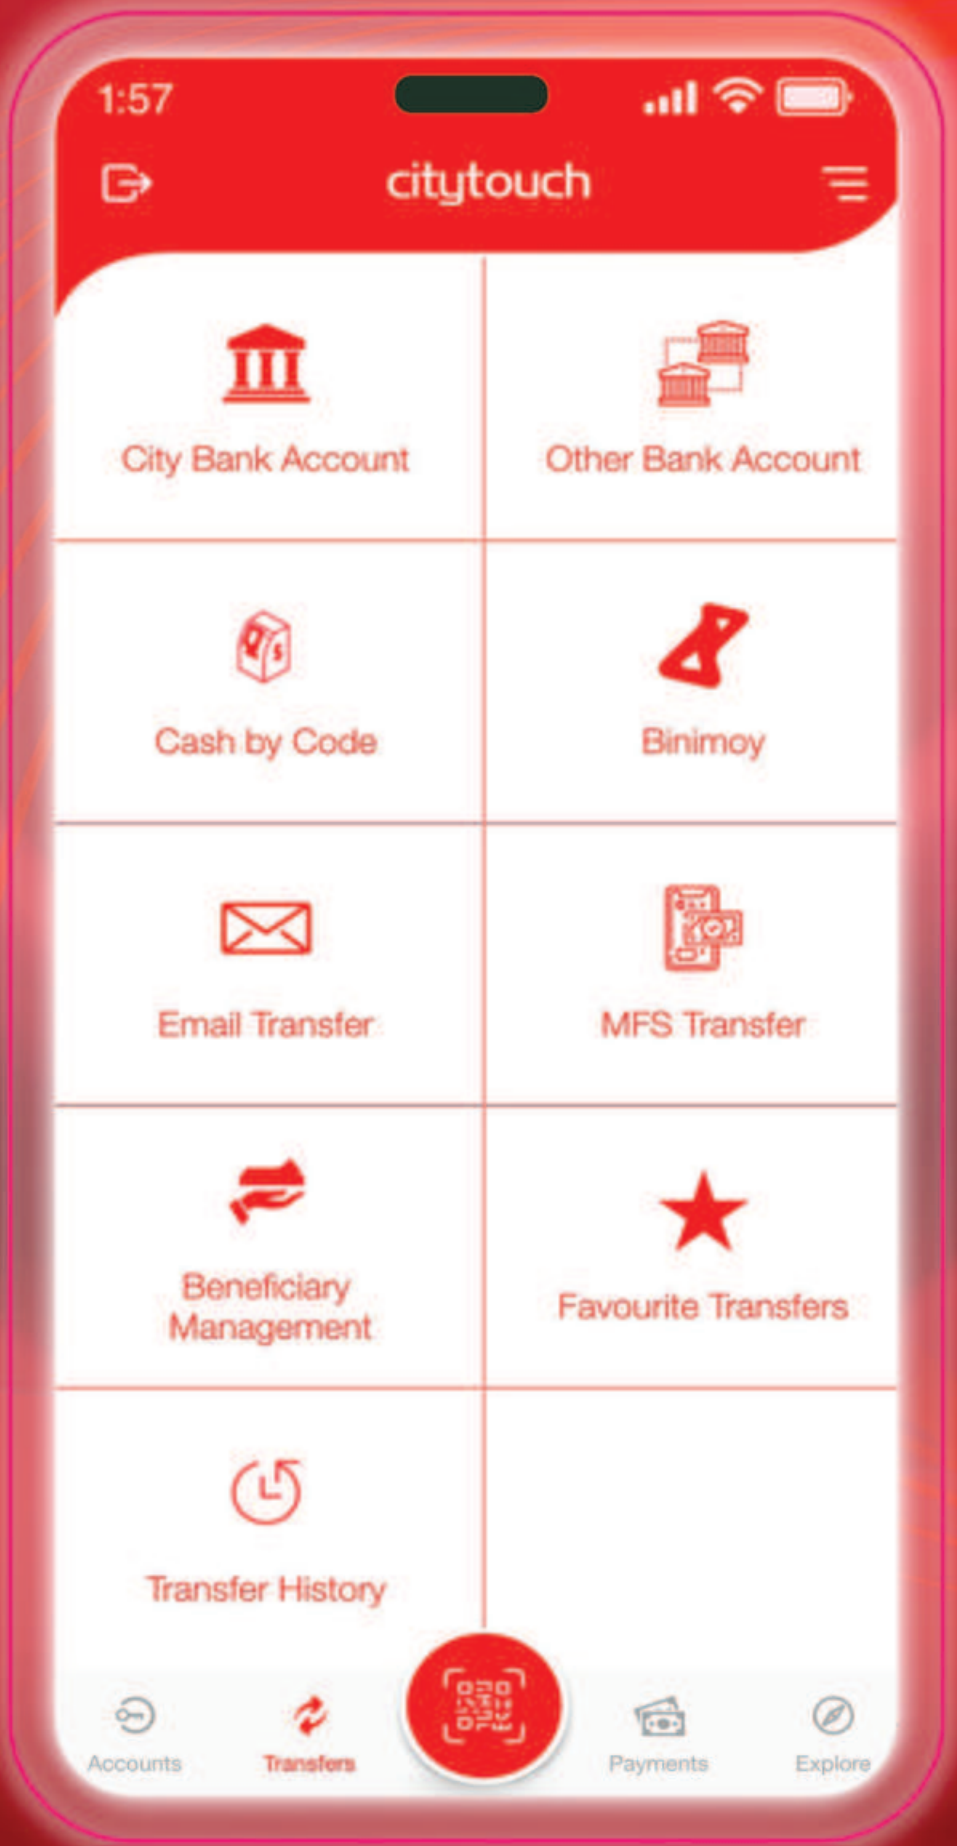 1:57
citytouch
City Bank Account
Other Bank Account
Cash by Code
Binimoy
Email Transfer
MFS Transfer
Beneficiary
Management
Favourite Transfers
Transfer History
Accounts
Transfers
Payments
Explore